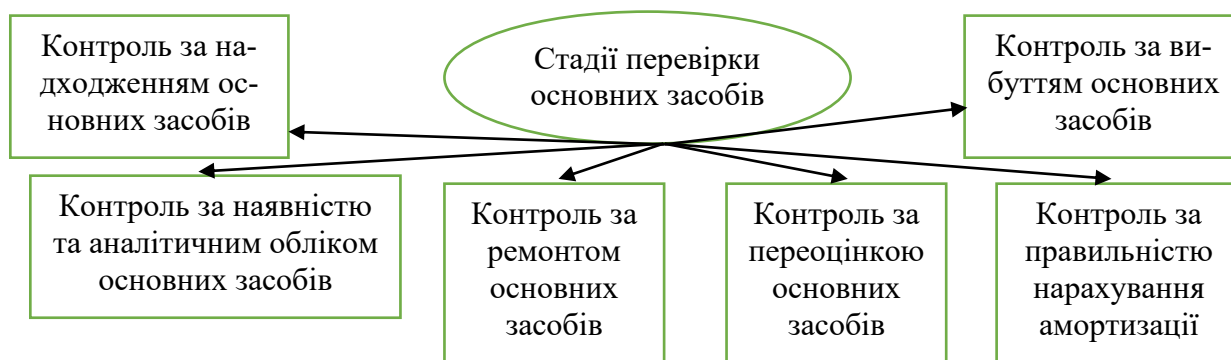 Контроль за на-
дходженням ос-
новних засобів
Стадії перевірки
основних засобів
Контроль за ви-
буттям основних
засобів
Контроль за наявністю
та аналітичним обліком
основних засобів
Контроль за
ремонтом
основних
засобів
Контроль за
переоцінкою
основних
засобів
Контроль за
правильністю
нарахування
амортизації